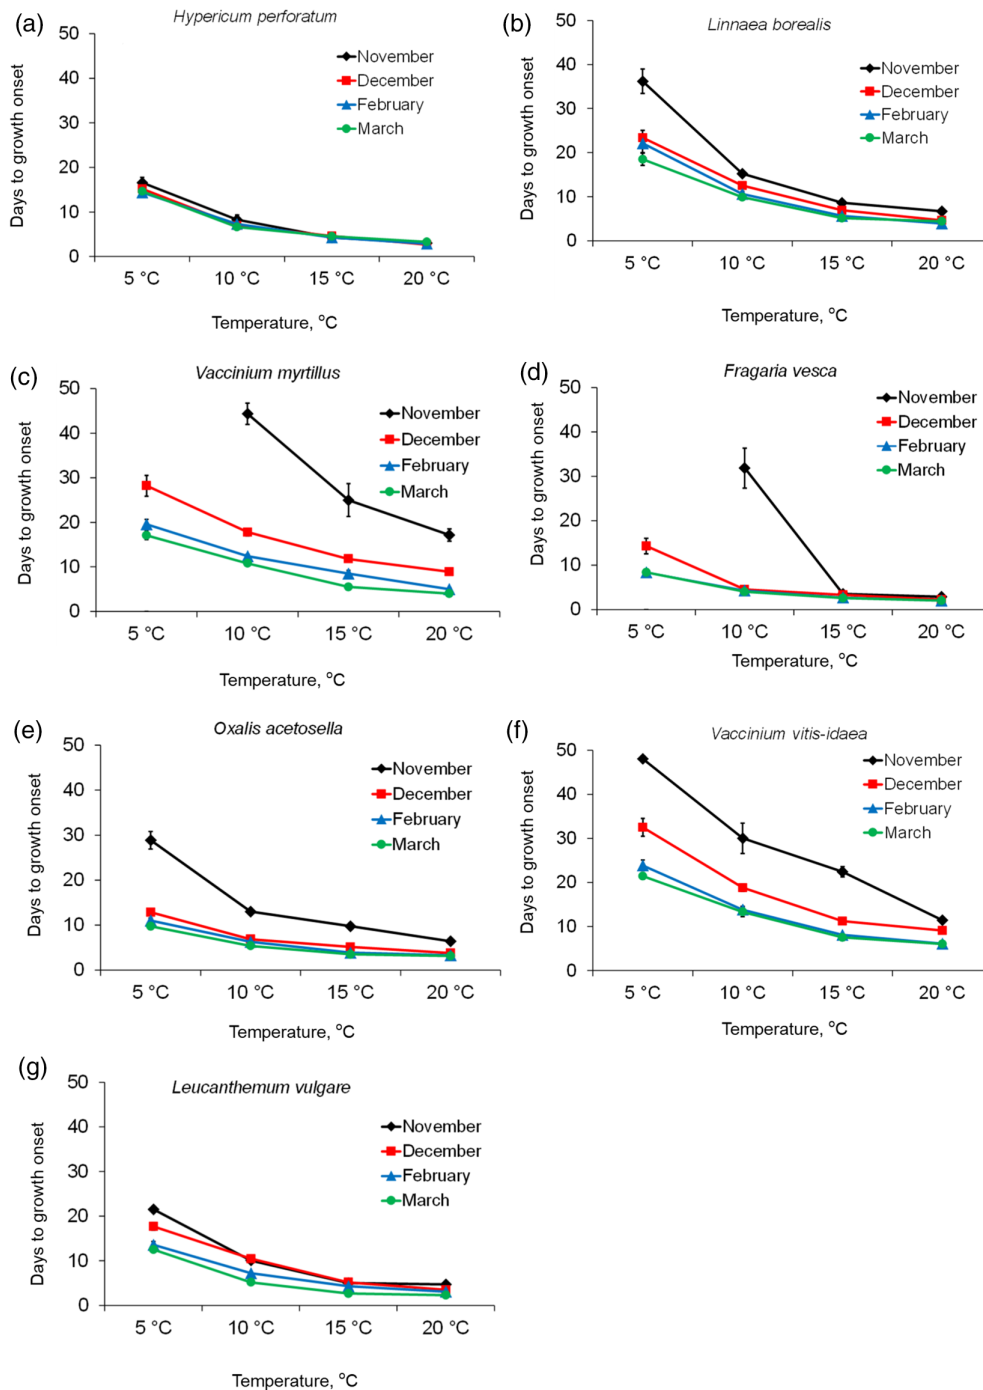 (a)
Hypericum perforatum
Days to growth onset
50
40
30
20
10
0
November
December
February
March
5 °C
10 °C
15 °C
20 °C
Temperature, °C
(b)
Linnaea borealis
Days to growth onset
50
40
30
20
10
0
November
December
February
March
5 °C
10 °C
15 °C
20 °C
Temperature, °C
(c)
Vaccinium myrtillus
Days to growth onset
50
40
30
20
10
0
November
December
February
March
5 °C
10 °C
15 °C
20 °C
Temperature, °C
(d)
Fragaria vesca
Days to growth onset
50
40
30
20
10
0
November
December
February
March
5 °C
10 °C
15 °C
20 °C
Temperature, °C
(e)
Oxalis acetosella
Days to growth onset
50
40
30
20
10
0
November
December
February
March
5 °C
10 °C
15 °C
20 °C
Temperature, °C
(f)
Vaccinium vitis-idaea
Days to growth onset
50
40
30
20
10
0
November
December
February
March
5 °C
10 °C
15 °C
20 °C
Temperature, °C
(g)
Leucanthemum vulgare
Days to growth onset
50
40
30
20
10
0
November
December
February
March
5 °C
10 °C
15 °C
20 °C
Temperature, °C